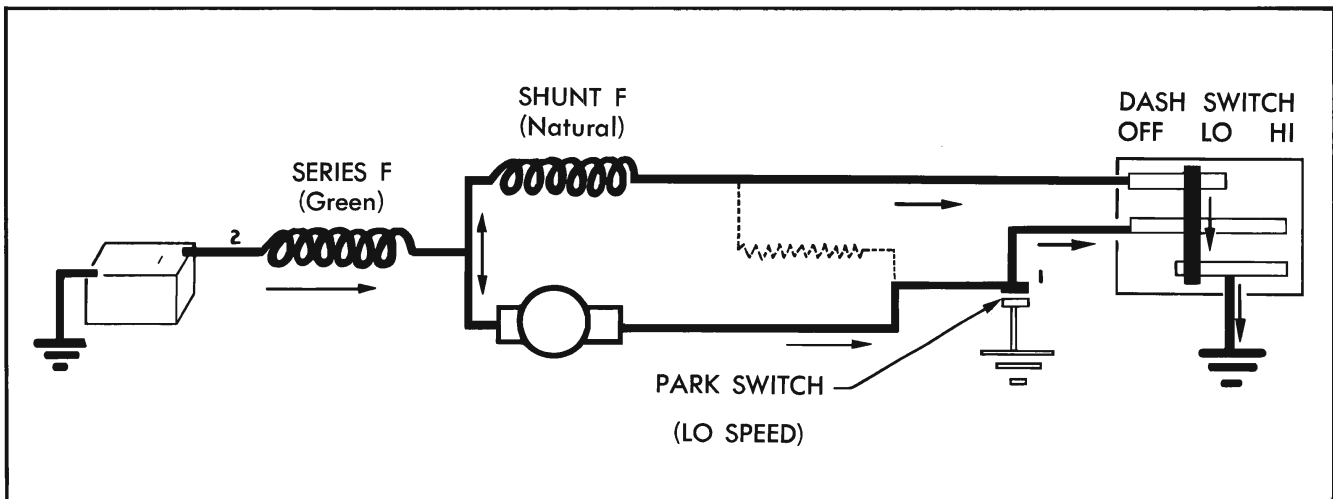 SHUNT F
(Natural)
DASH SWITCH
OFF LO HI
SERIES F
(Green)
2
1
PARK SWITCH
(LO SPEED)